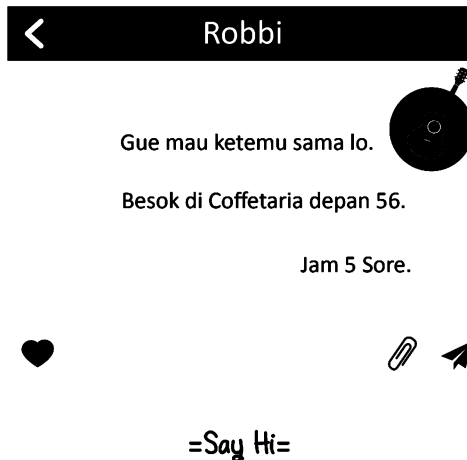 Robbi
Gue mau ketemu sama lo.
Besok di Coffetaria depan 56.
Jam 5 Sore.
=Say Hi=